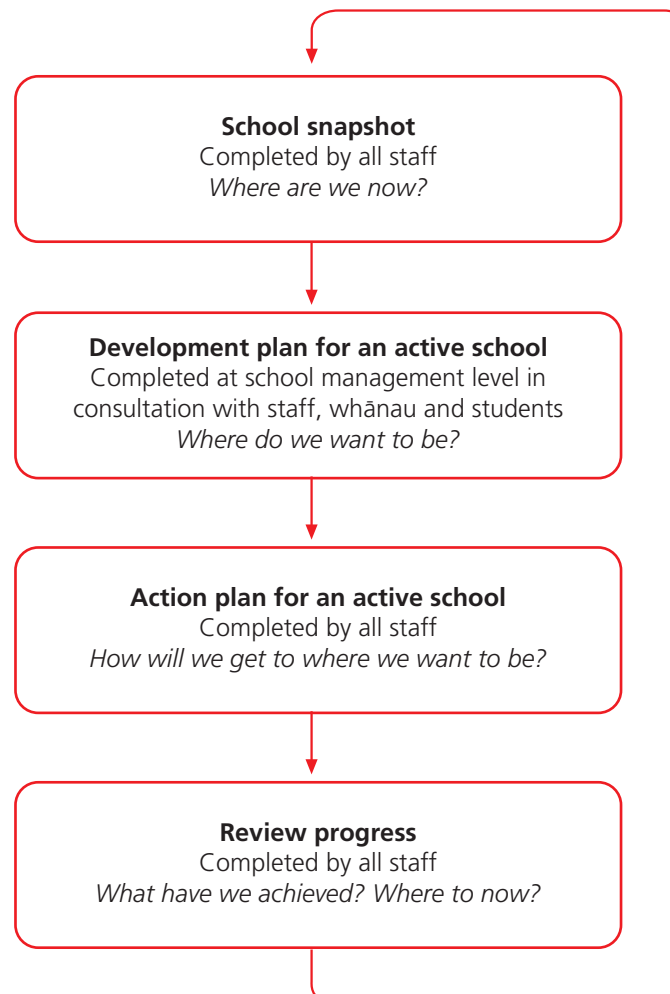 School snapshot
Completed by all staff
Where are we now?
Development plan for an active school
Completed at school management level in
consultation with staff, whānau and students
Where do we want to be?
Action plan for an active school
Completed by all staff
How will we get to where we want to be?
Review progress
Completed by all staff
What have we achieved? Where to now?